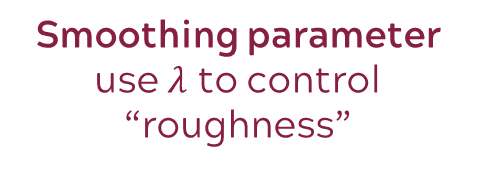 Smoothing parameter
use λ to control
“roughness”